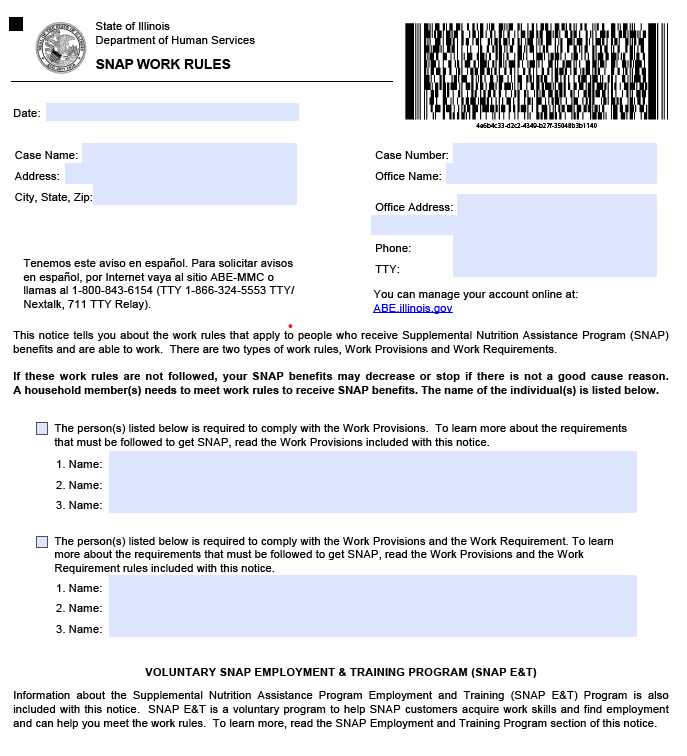 State of Illinois
Department of Human Services
SNAP WORK RULES
4e6b4c33-d2c2-4349-b27f-35048b3b1140
Date:
Case Name:
Address:
City, State, Zip:
Case Number:
Office Name:
Office Address:
Phone:
TTY:
Tenemos este aviso en español. Para solicitar avisos
en español, por Internet vaya al sitio ABE-MMC o
llamas al 1-800-843-6154 (TTY 1-866-324-5553 TTY/
Nextalk, 711 TTY Relay).
You can manage your account online at:
ABE.illinois.gov
This notice tells you about the work rules that apply to people who receive Supplemental Nutrition Assistance Program (SNAP)
benefits and are able to work. There are two types of work rules, Work Provisions and Work Requirements.
If these work rules are not followed, your SNAP benefits may decrease or stop if there is not a good cause reason.
A household member(s) needs to meet work rules to receive SNAP benefits. The name of the individual(s) is listed below.
The person(s) listed below is required to comply with the Work Provisions. To learn more about the requirements
that must be followed to get SNAP, read the Work Provisions included with this notice.
1. Name:
2. Name:
3. Name:
The person(s) listed below is required to comply with the Work Provisions and the Work Requirement. To learn
more about the requirements that must be followed to get SNAP, read the Work Provisions and the Work
Requirement rules included with this notice.
1. Name:
2. Name:
3. Name:
VOLUNTARY SNAP EMPLOYMENT & TRAINING PROGRAM (SNAP E&T)
Information about the Supplemental Nutrition Assistance Program Employment and Training (SNAP E&T) Program is also
included with this notice. SNAP E&T is a voluntary program to help SNAP customers acquire work skills and find employment
and can help you meet the work rules. To learn more, read the SNAP Employment and Training Program section of this notice.